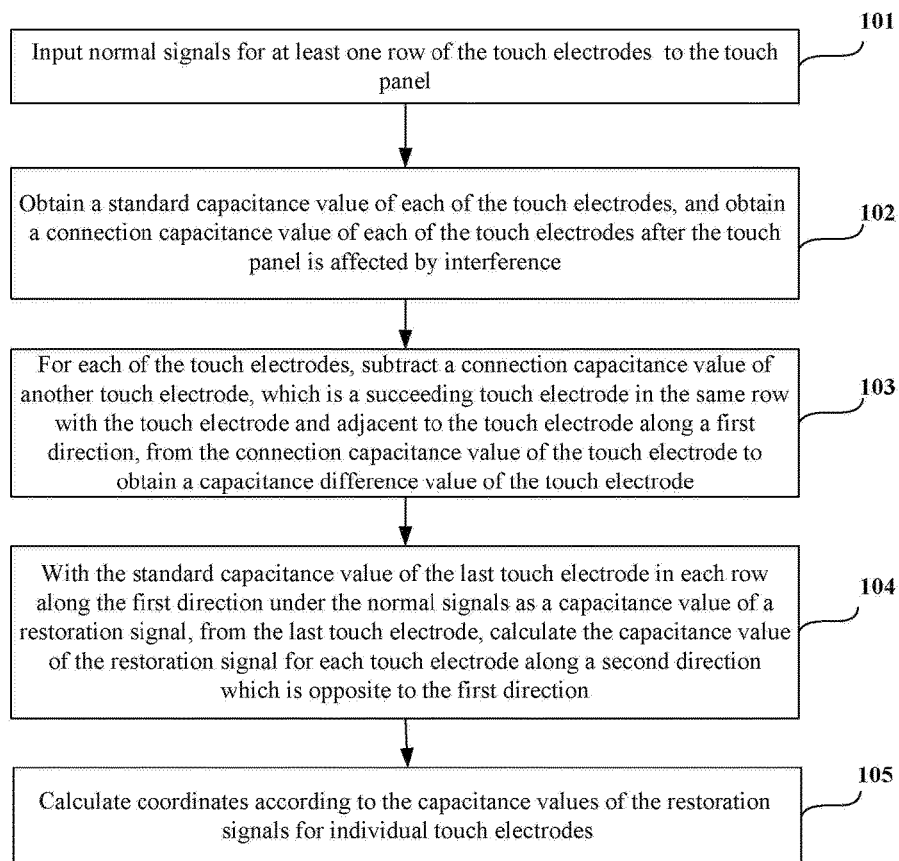 101
Input normal signals for at least one row of the touch electrodes to the touch
panel
Obtain a standard capacitance value of each of the touch electrodes, and obtain
a connection capacitance value of each of the touch electrodes after the touch
panel is affected by interference
102
For each of the touch electrodes, subtract a connection capacitance value of
another touch electrode, which is a succeeding touch electrode in the same row
with the touch electrode and adjacent to the touch electrode along a first
direction, from the connection capacitance value of the touch electrode to
obtain a capacitance difference value of the touch electrode
103
With the standard capacitance value of the last touch electrode in each row
along the first direction under the normal signals as a capacitance value of a
restoration signal, from the last touch electrode, calculate the capacitance value
of the restoration signal for each touch electrode along a second direction
which is opposite to the first direction
104
Calculate coordinates according to the capacitance values of the restoration
signals for individual touch electrodes
105